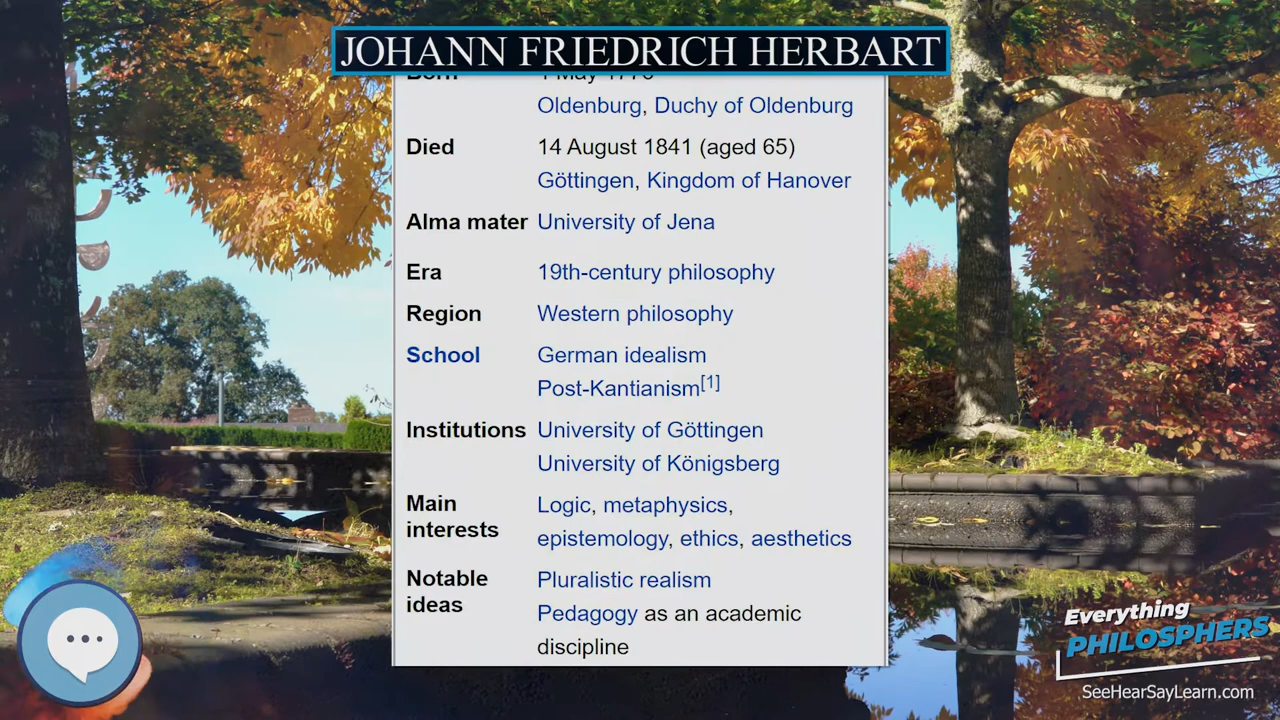 JOHANN FRIEDRICH HERBART
Oldenburg, Duchy of Oldenburg
Died 14 August 1841 (aged 65)
Göttingen, Kingdom of Hanover
Alma mater University of Jena
Era 19th-century philosophy
Region Western philosophy
School German idealism
Post-Kantianism[1]
Institutions University of Göttingen
University of Königsberg
Main interests Logic, metaphysics,
epistemology, ethics, aesthetics
Notable ideas Pluralistic realism
Pedagogy as an academic
discipline
Everything
PHILOSPHERS
SeeHearSayLearn.com